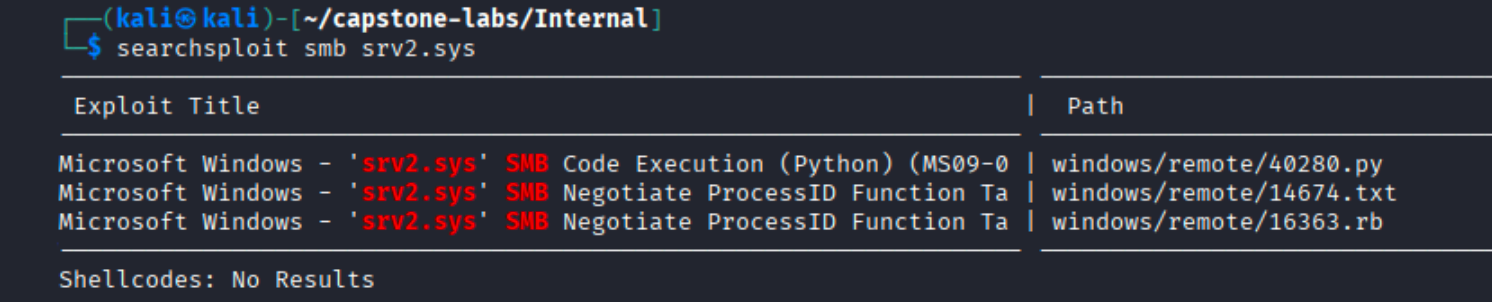 (kali㉿kali)-[~/capstone-labs/Internal]
$ searchsploit smb srv2.sys
Exploit Title | Path
Microsoft Windows - 'srv2.sys' SMB Code Execution (Python) (MS09-0 | windows/remote/40280.py
Microsoft Windows - 'srv2.sys' SMB Negotiate ProcessID Function Ta | windows/remote/14674.txt
Microsoft Windows - 'srv2.sys' SMB Negotiate ProcessID Function Ta | windows/remote/16363.rb
Shellcodes: No Results